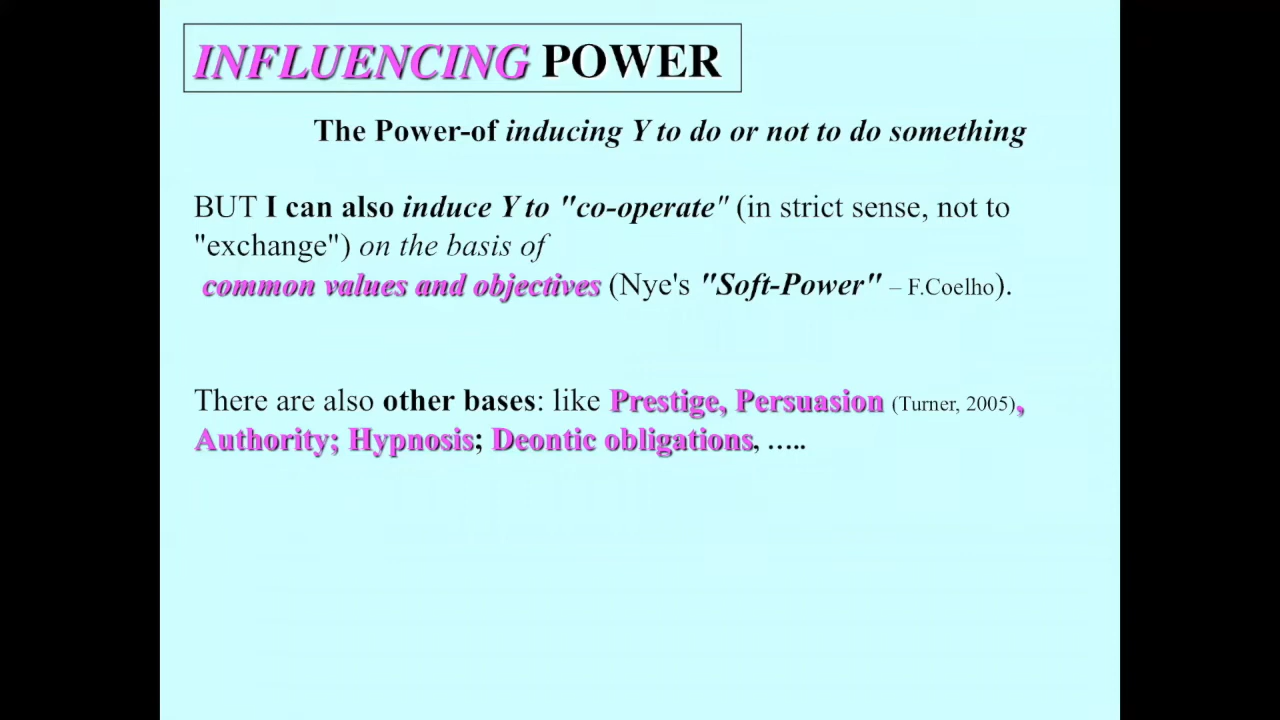 INFLUENCING POWER
The Power-of inducing Y to do or not to do something
BUT I can also induce Y to "co-operate" (in strict sense, not to
"exchange") on the basis of
common values and objectives (Nye's "Soft-Power" – F.Coelho).
There are also other bases: like Prestige, Persuasion (Turner, 2005),
Authority; Hypnosis; Deontic obligations, …..